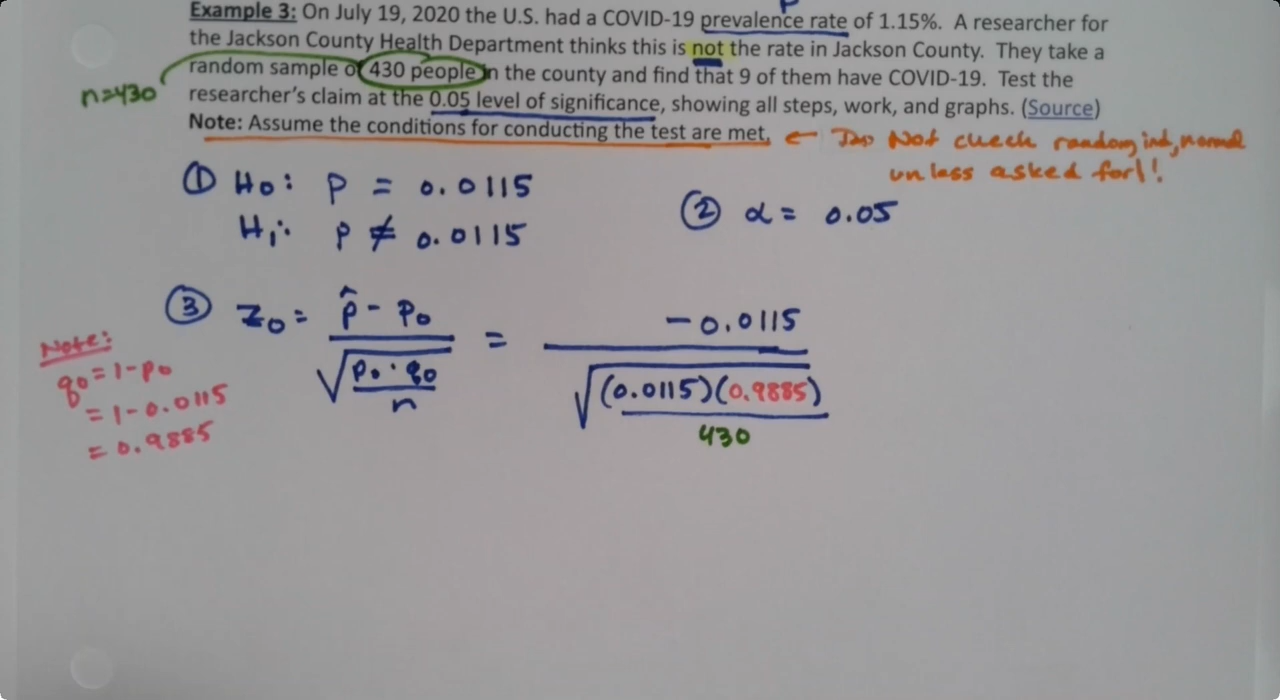 P
Example 3: On July 19, 2020 the U.S. had a COVID-19 prevalence rate of 1.15%. A researcher for
the Jackson County Health Department thinks this is not the rate in Jackson County. They take a
random sample of 430 people in the county and find that 9 of them have COVID-19. Test the
n=430
researcher's claim at the 0.05 level of significance, showing all steps, work, and graphs. (Source)
Note: Assume the conditions for conducting the test are met. ← Do Not check random, ind, normal
unless asked for!!
① H₀: P = 0.0115
② α = 0.05
H₁: P ≠ 0.0115
③ z₀ = (p̂ - p₀) / √(p₀ · q₀ / n) = ( - 0.0115) / √((0.0115)(0.9885) / 430)
Note:
q₀ = 1 - p₀
= 1 - 0.0115
= 0.9885